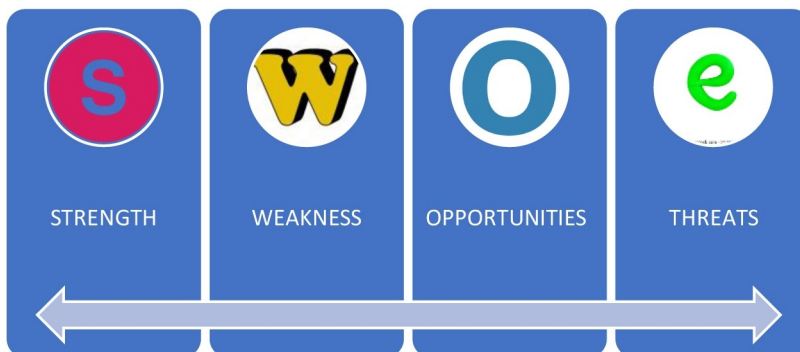 S
W
O
e
STRENGTH
WEAKNESS
OPPORTUNITIES
THREATS